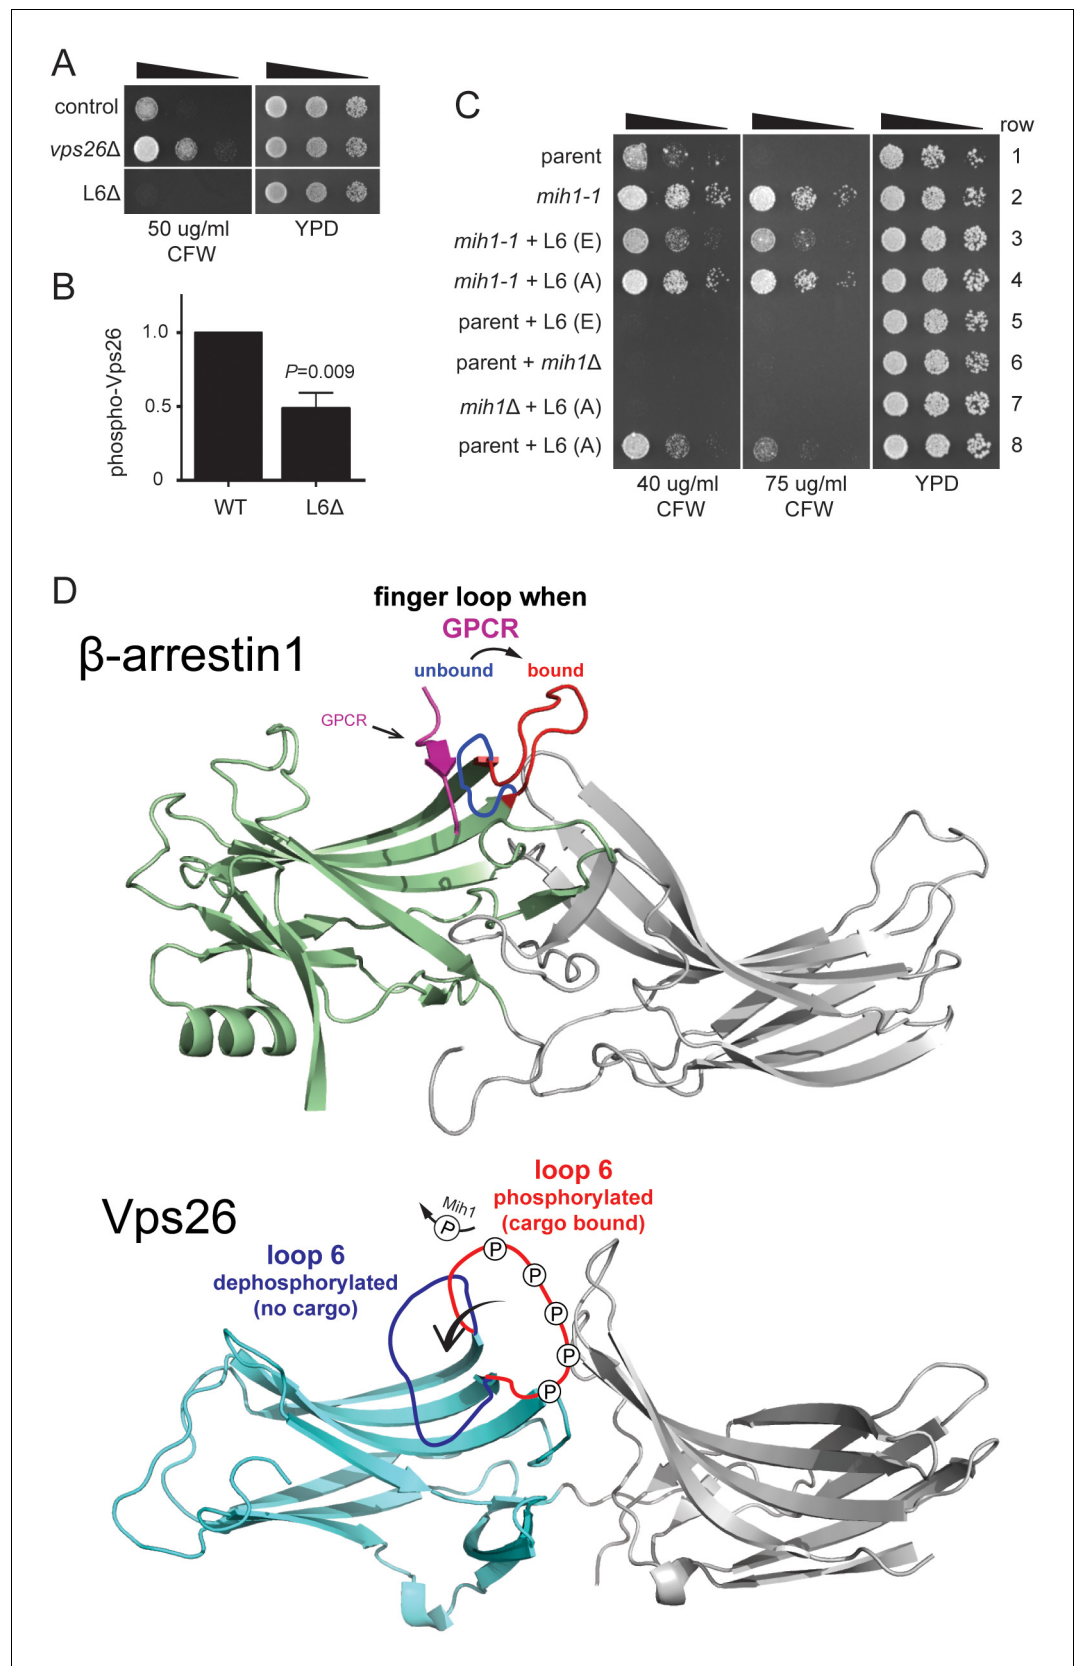 A
control
vps26Δ
L6Δ
50 ug/ml
CFW
YPD
B
phospho-Vps26
1.0
0.5
0
P=0.009
WT
L6Δ
C
row
parent
1
mih1-1
2
mih1-1 + L6 (E)
3
mih1-1 + L6 (A)
4
parent + L6 (E)
5
parent + mih1Δ
6
mih1Δ + L6 (A)
7
parent + L6 (A)
8
40 ug/ml
CFW
75 ug/ml
CFW
YPD
D
β-arrestin1
finger loop when
GPCR
unbound
bound
GPCR
Vps26
Mih1
P
loop 6
phosphorylated
(cargo bound)
loop 6
dephosphorylated
(no cargo)
P
P
P
P
P